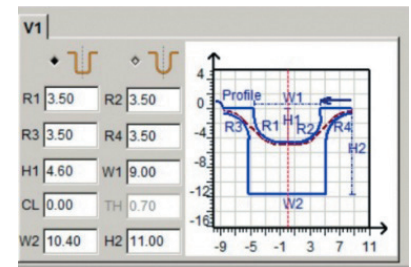 V1
R1 3.50 R2 3.50
R3 3.50 R4 3.50
H1 4.60 W1 9.00
CL 0.00 TH 0.70
W2 10.40 H2 11.00
4
Profile W1
0
R3 R1 H1 R2 R4
-4
H2
-8
-12
W2
-16
-9 -5 -1 3 7 11